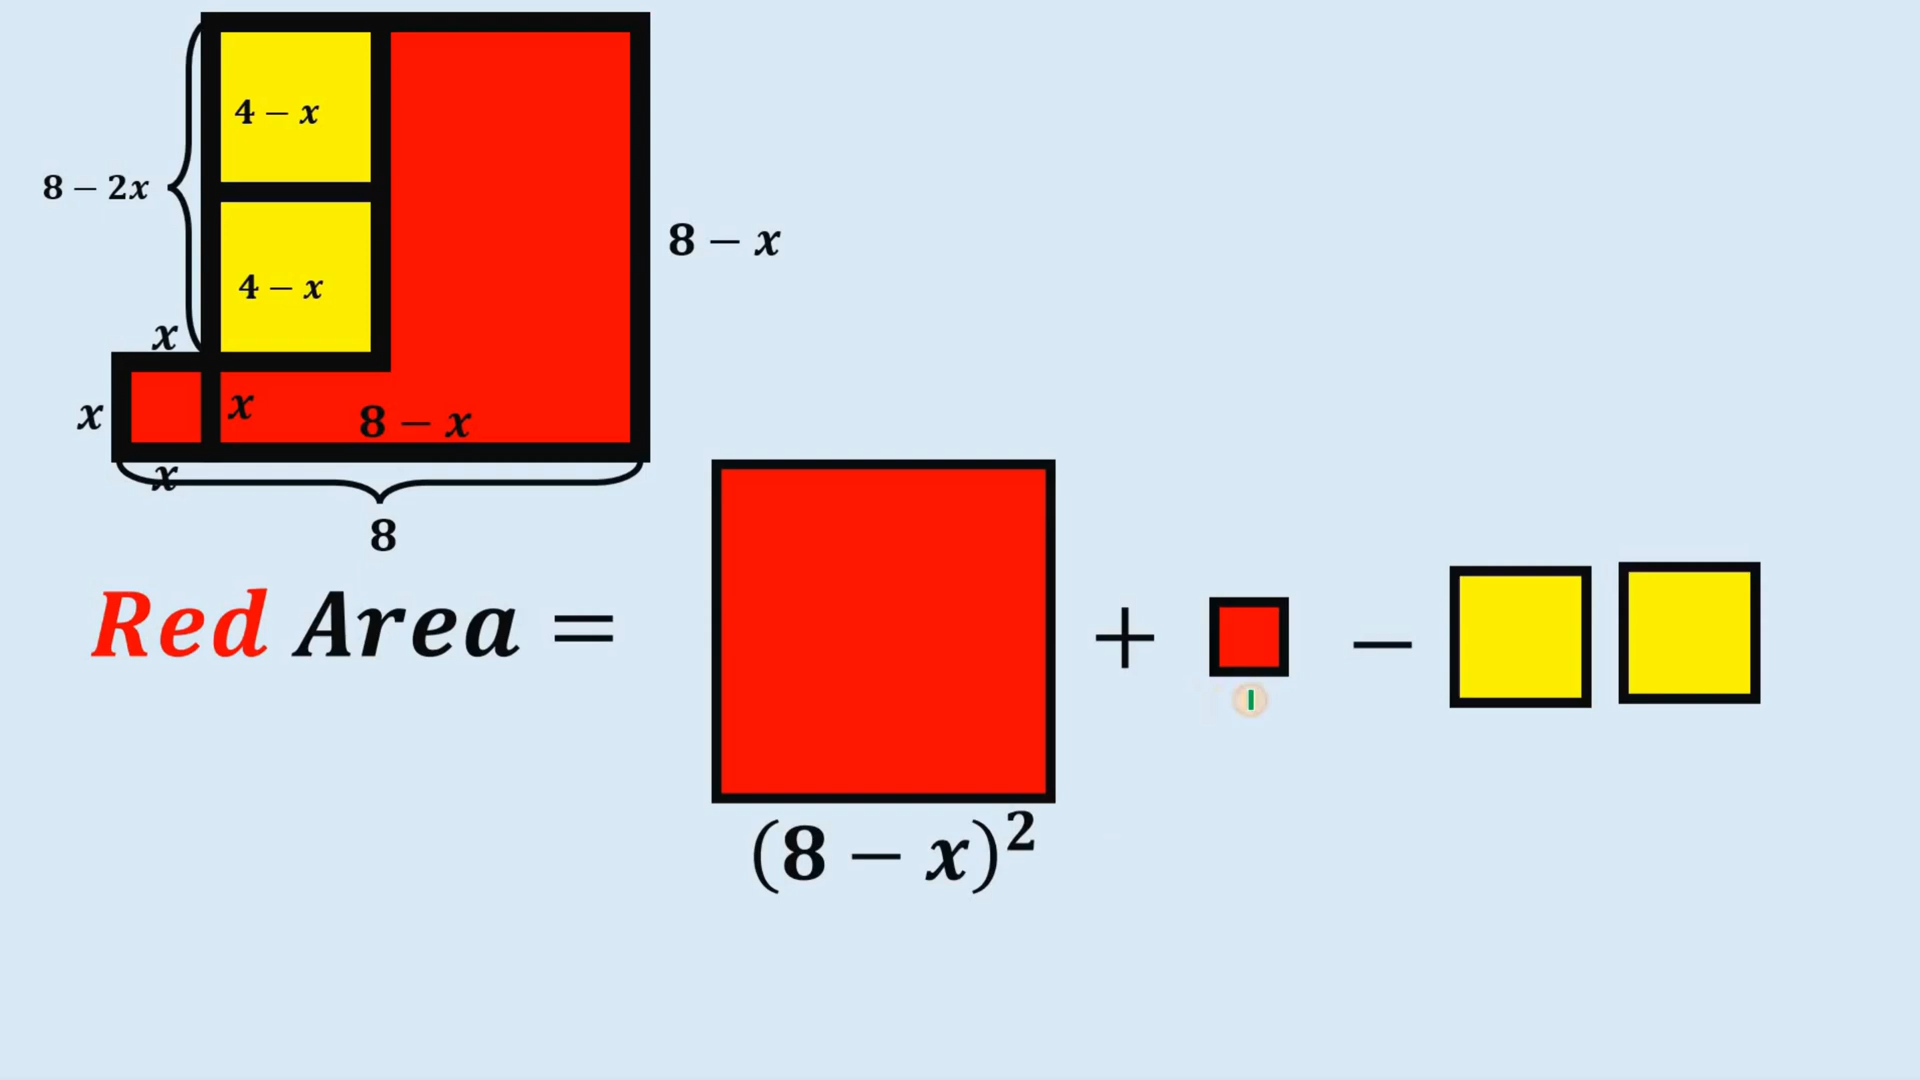 4 − x
8 − 2x
8 − x
4 − x
x
x
x
8 − x
x
8
Red Area = + −
(8 − x)²